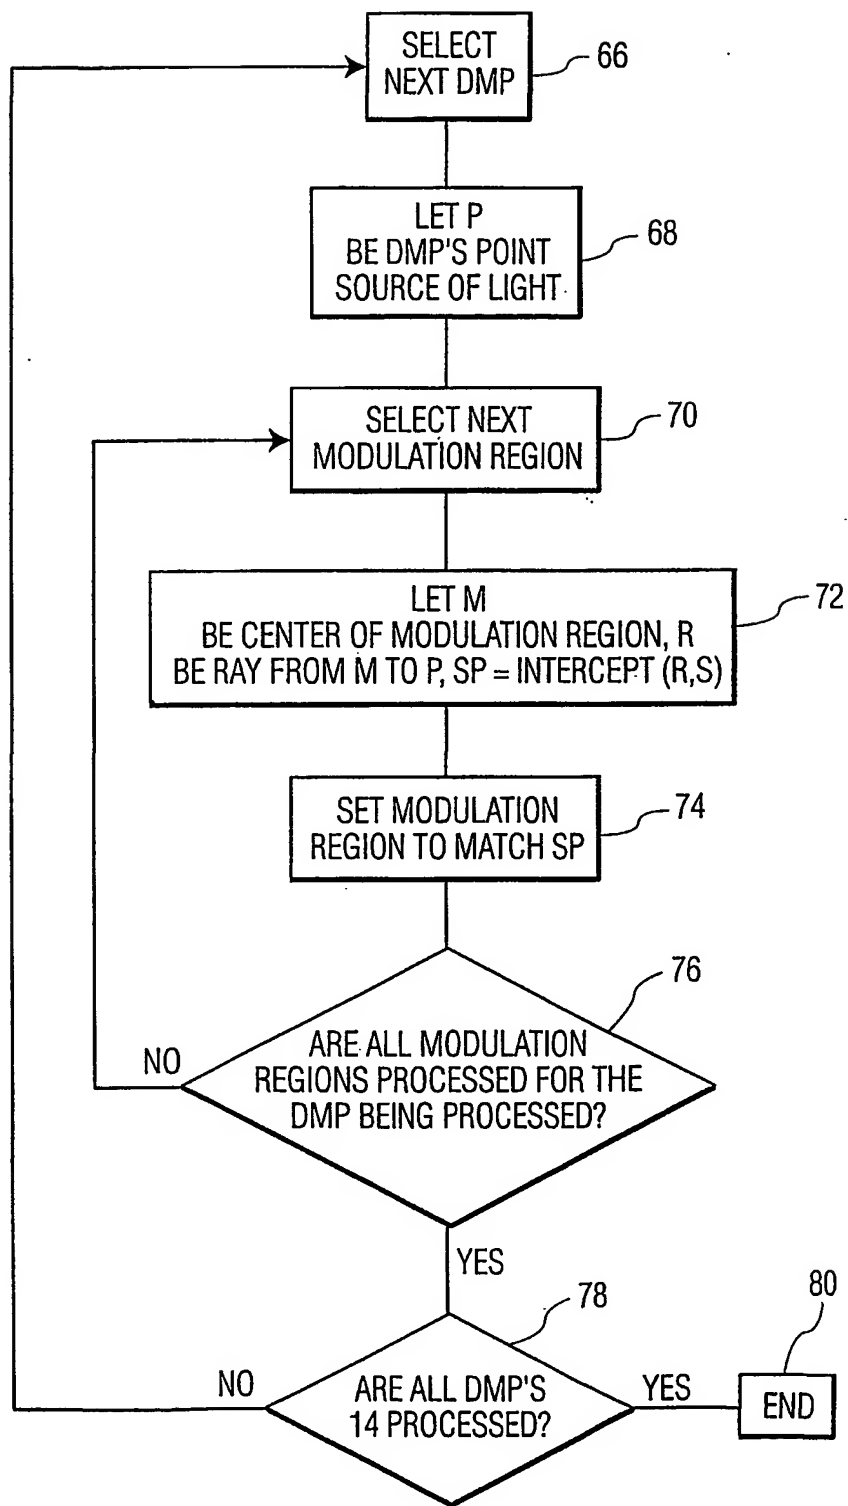 SELECT
NEXT DMP
66
LET P
BE DMP'S POINT
SOURCE OF LIGHT
68
SELECT NEXT
MODULATION REGION
70
LET M
BE CENTER OF MODULATION REGION, R
BE RAY FROM M TO P, SP = INTERCEPT (R,S)
72
SET MODULATION
REGION TO MATCH SP
74
76
ARE ALL MODULATION
REGIONS PROCESSED FOR THE
DMP BEING PROCESSED?
NO
YES
78
ARE ALL DMP'S
14 PROCESSED?
NO
YES
80
END